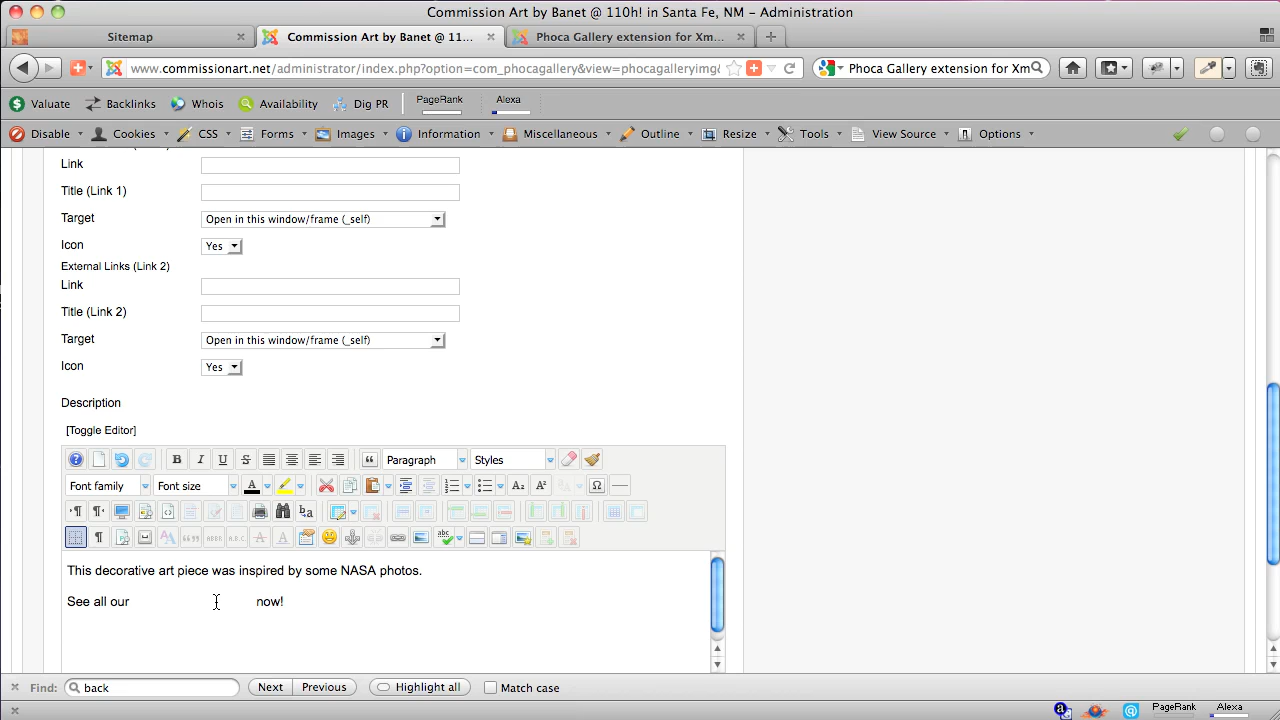 Commission Art by Banet @ 110h! in Santa Fe, NM – Administration
Sitemap
Commission Art by Banet @ 11...
Phoca Gallery extension for Xm...
www.commissionart.net/administrator/index.php?option=com_phocagallery&view=phocagalleryimg
Phoca Gallery extension for Xm
Valuate
Backlinks
Whois
Availability
Dig PR
PageRank
Alexa
Disable
Cookies
CSS
Forms
Images
Information
Miscellaneous
Outline
Resize
Tools
View Source
Options
Link
Title (Link 1)
Target
Open in this window/frame (_self)
Icon
Yes
External Links (Link 2)
Link
Title (Link 2)
Target
Open in this window/frame (_self)
Icon
Yes
Description
[Toggle Editor]
Paragraph
Styles
Font family
Font size
This decorative art piece was inspired by some NASA photos.
See all our now!
Find:
back
Next
Previous
Highlight all
Match case
PageRank
Alexa